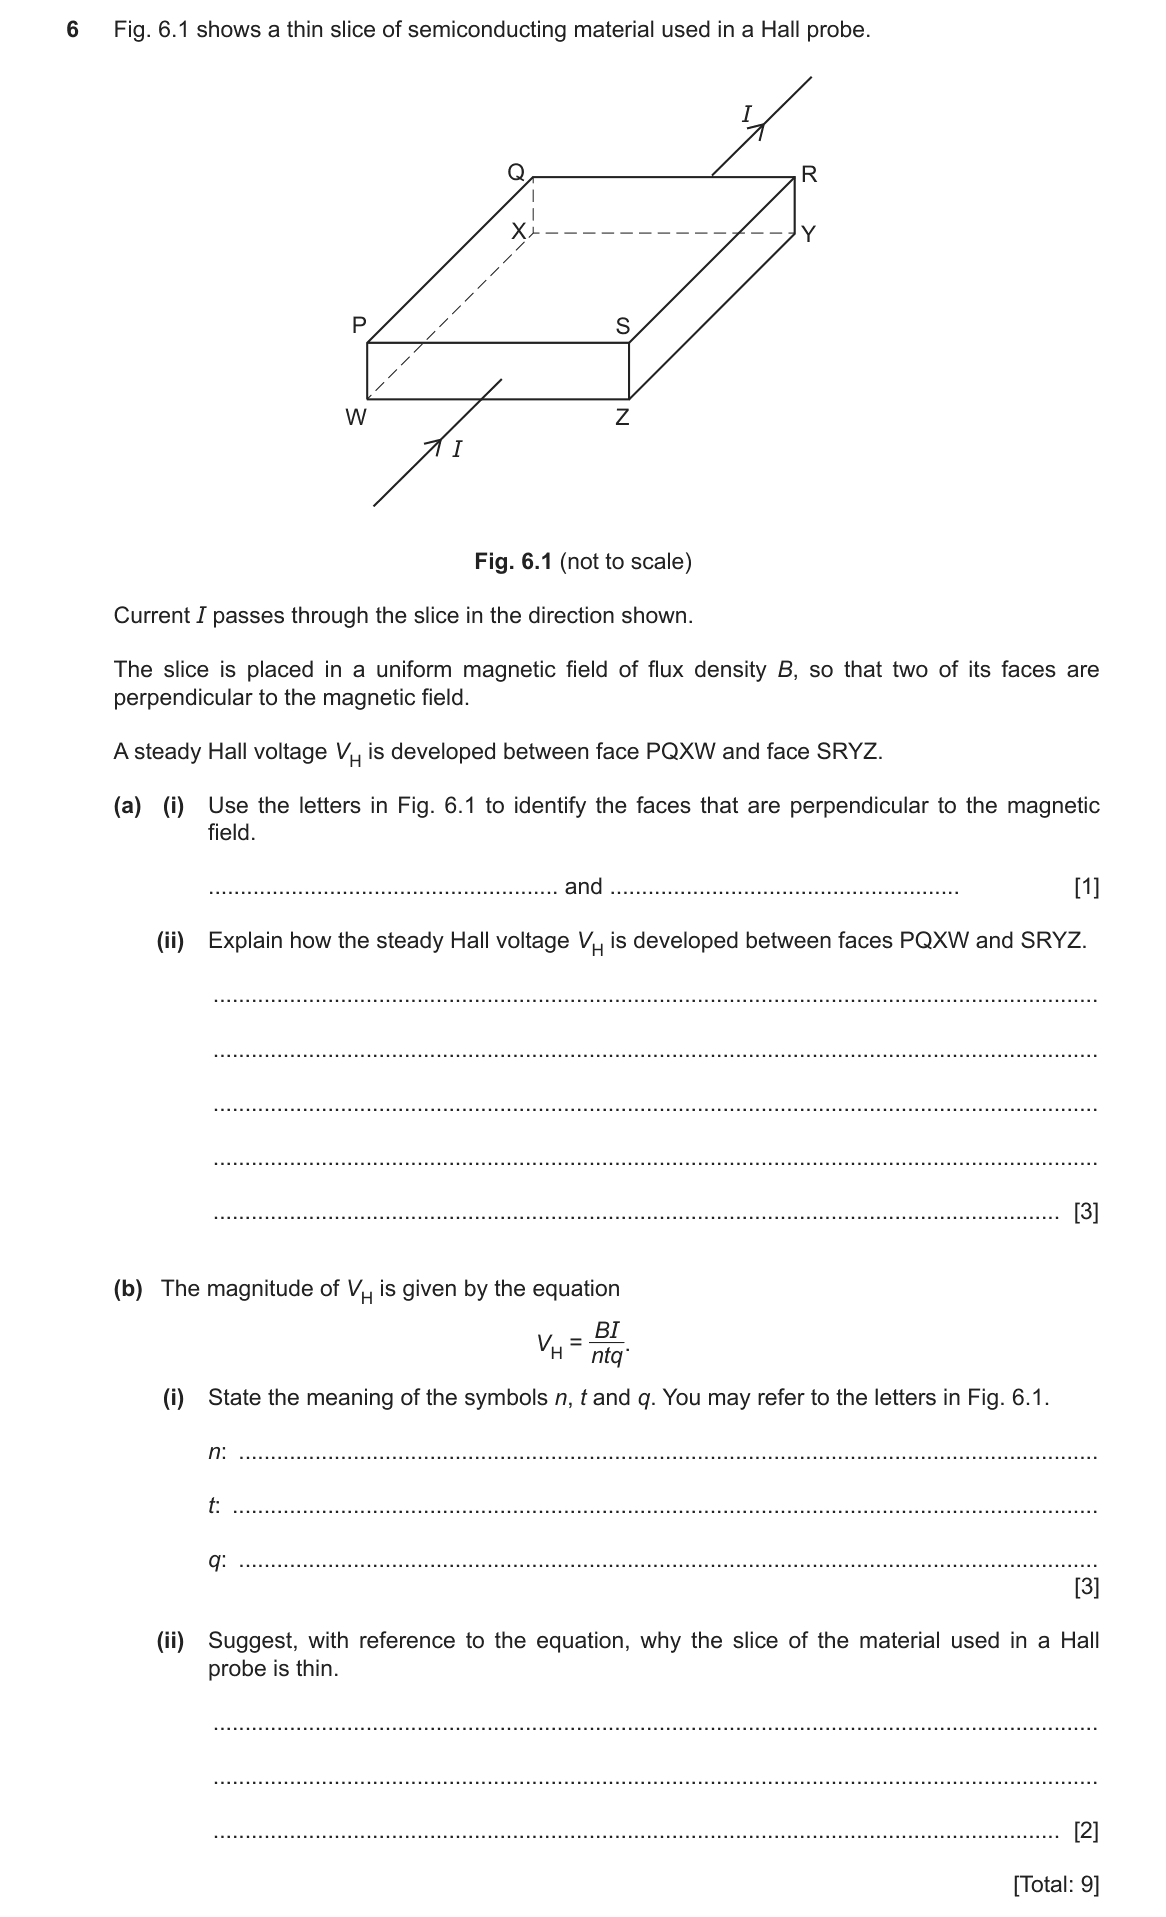 6 Fig. 6.1 shows a thin slice of semiconducting material used in a Hall probe.
I
Q
R
X
Y
P
S
W
Z
I
Fig. 6.1 (not to scale)
Current I passes through the slice in the direction shown.
The slice is placed in a uniform magnetic field of flux density B, so that two of its faces are
perpendicular to the magnetic field.
A steady Hall voltage V_H is developed between face PQXW and face SRYZ.
(a) (i) Use the letters in Fig. 6.1 to identify the faces that are perpendicular to the magnetic
field.
....................................................... and ....................................................... [1]
(ii) Explain how the steady Hall voltage V_H is developed between faces PQXW and SRYZ.
...........................................................................................................................................
...........................................................................................................................................
...........................................................................................................................................
...........................................................................................................................................
..................................................................................................................................... [3]
(b) The magnitude of V_H is given by the equation
V_H = BI/ntq.
(i) State the meaning of the symbols n, t and q. You may refer to the letters in Fig. 6.1.
n: .......................................................................................................................................
t: ........................................................................................................................................
q: .......................................................................................................................................
[3]
(ii) Suggest, with reference to the equation, why the slice of the material used in a Hall
probe is thin.
...........................................................................................................................................
...........................................................................................................................................
..................................................................................................................................... [2]
[Total: 9]